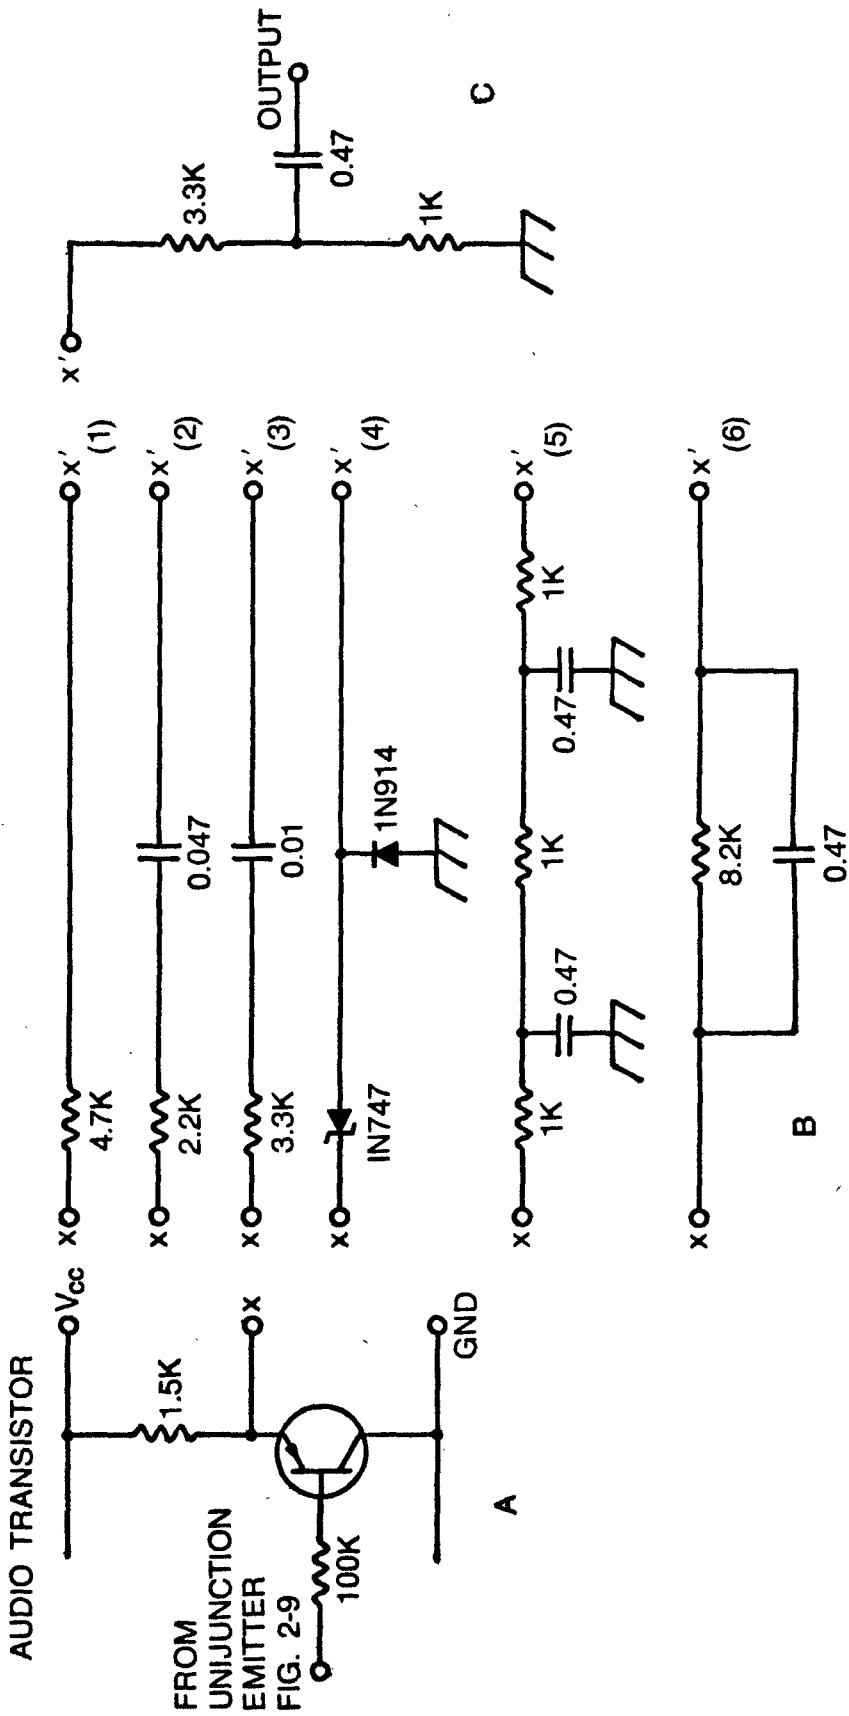 AUDIO TRANSISTOR
VCC
1.5K
X
FROM
UNIJUNCTION
EMITTER
FIG. 2-9
100K
GND
A
X
4.7K
X'
(1)
X
2.2K
0.047
X'
(2)
X
3.3K
0.01
X'
(3)
X
IN747
1N914
X'
(4)
X
1K
0.47
1K
0.47
1K
X'
(5)
X
8.2K
0.47
X'
(6)
B
X'
3.3K
OUTPUT
0.47
1K
C